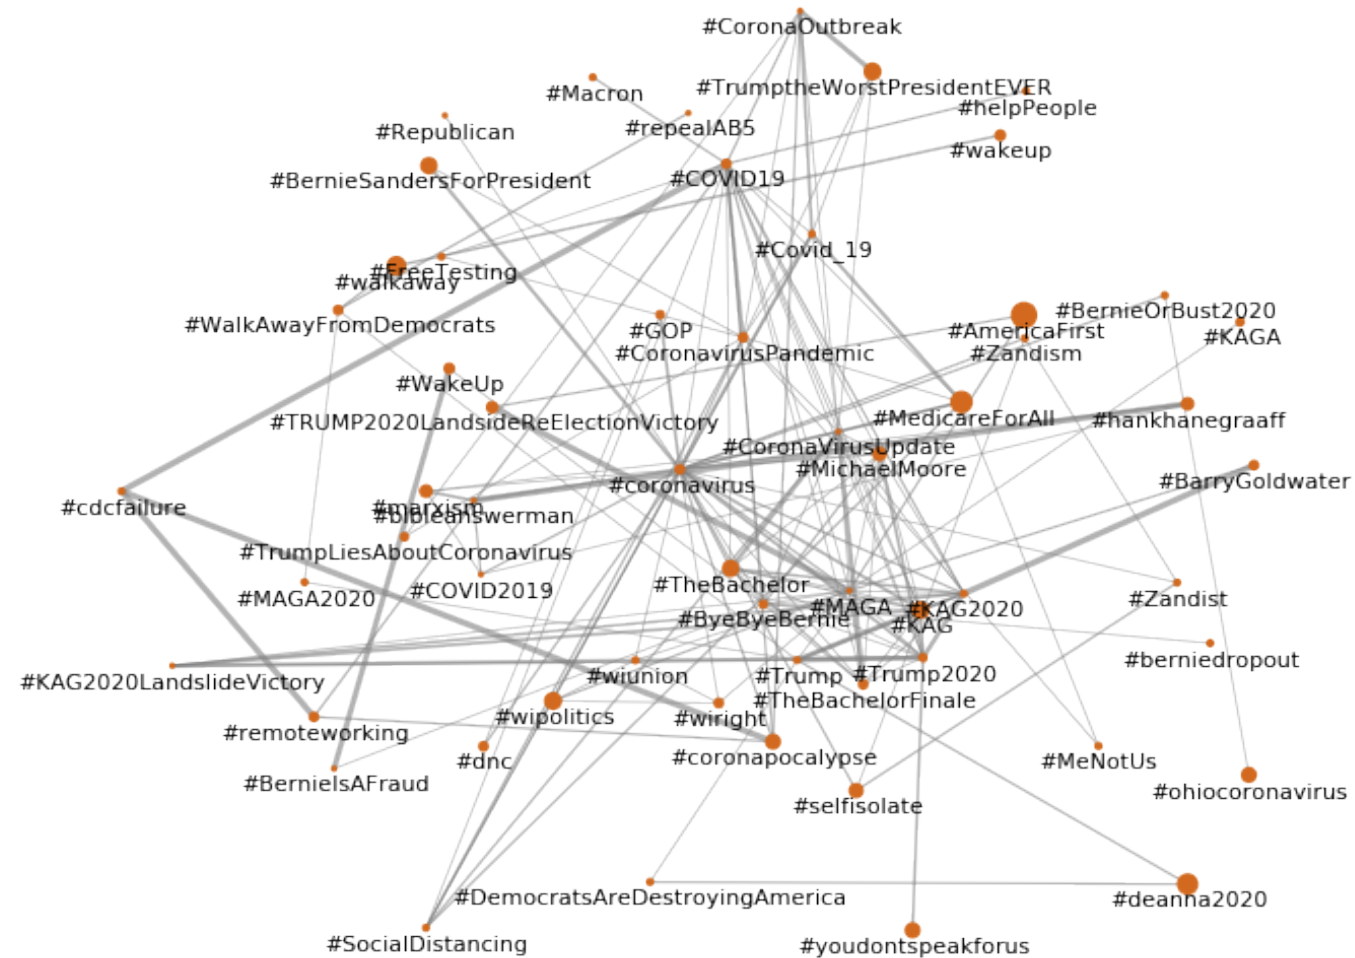 #CoronaOutbreak
#TrumptheWorstPresidentEVER
#Macron
#helpPeople
#repealAB5
#Republican
#wakeup
#COVID19
#BernieSandersForPresident
#Covid_19
#FreeTesting
#walkaway
#BernieOrBust2020
#WalkAwayFromDemocrats
#GOP
#AmericaFirst
#KAGA
#CoronavirusPandemic
#Zandism
#WakeUp
#MedicareForAll
#hankhanegraaff
#TRUMP2020LandsideReElectionVictory
#CoronaVirusUpdate
#MichaelMoore
#coronavirus
#BarryGoldwater
#cdcfailure
#marxism
#bibleanswerman
#TrumpLiesAboutCoronavirus
#TheBachelor
#COVID2019
#MAGA2020
#Zandist
#MAGA
#KAG2020
#ByeByeBernie
#KAG
#berniedropout
#KAG2020LandslideVictory
#wiunion
#Trump
#Trump2020
#TheBachelorFinale
#wipolitics
#wiright
#remoteworking
#coronapocalypse
#dnc
#MeNotUs
#BernieIsAFraud
#ohiocoronavirus
#selfisolate
#DemocratsAreDestroyingAmerica
#deanna2020
#SocialDistancing
#youdontspeakforus